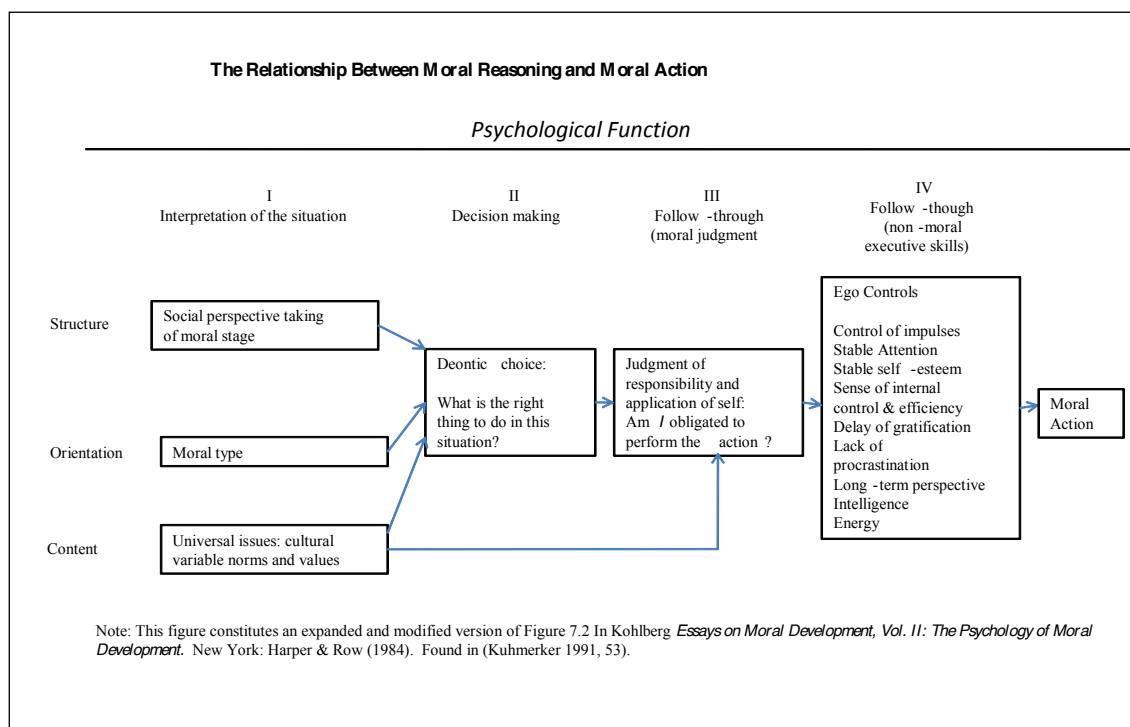 The Relationship Between Moral Reasoning and Moral Action
Psychological Function
I
Interpretation of the situation
II
Decision making
III
Follow -through
(moral judgment
IV
Follow -though
(non -moral
executive skills)
Structure
Social perspective taking
of moral stage
Orientation
Moral type
Content
Universal issues: cultural
variable norms and values
Deontic choice:
What is the right
thing to do in this
situation?
Judgment of
responsibility and
application of self:
Am I obligated to
perform the action ?
Ego Controls
Control of impulses
Stable Attention
Stable self -esteem
Sense of internal
control & efficiency
Delay of gratification
Lack of
procrastination
Long -term perspective
Intelligence
Energy
Moral
Action
Note: This figure constitutes an expanded and modified version of Figure 7.2 In Kohlberg Essays on Moral Development, Vol. II: The Psychology of Moral
Development. New York: Harper & Row (1984). Found in (Kuhmerker 1991, 53).